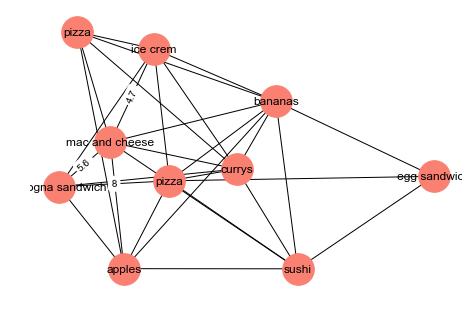 pizza
ice crem
4.7
bananas
mac and cheese
5.6
8
ogna sandwich
pizza
currys
egg sandwic
apples
sushi